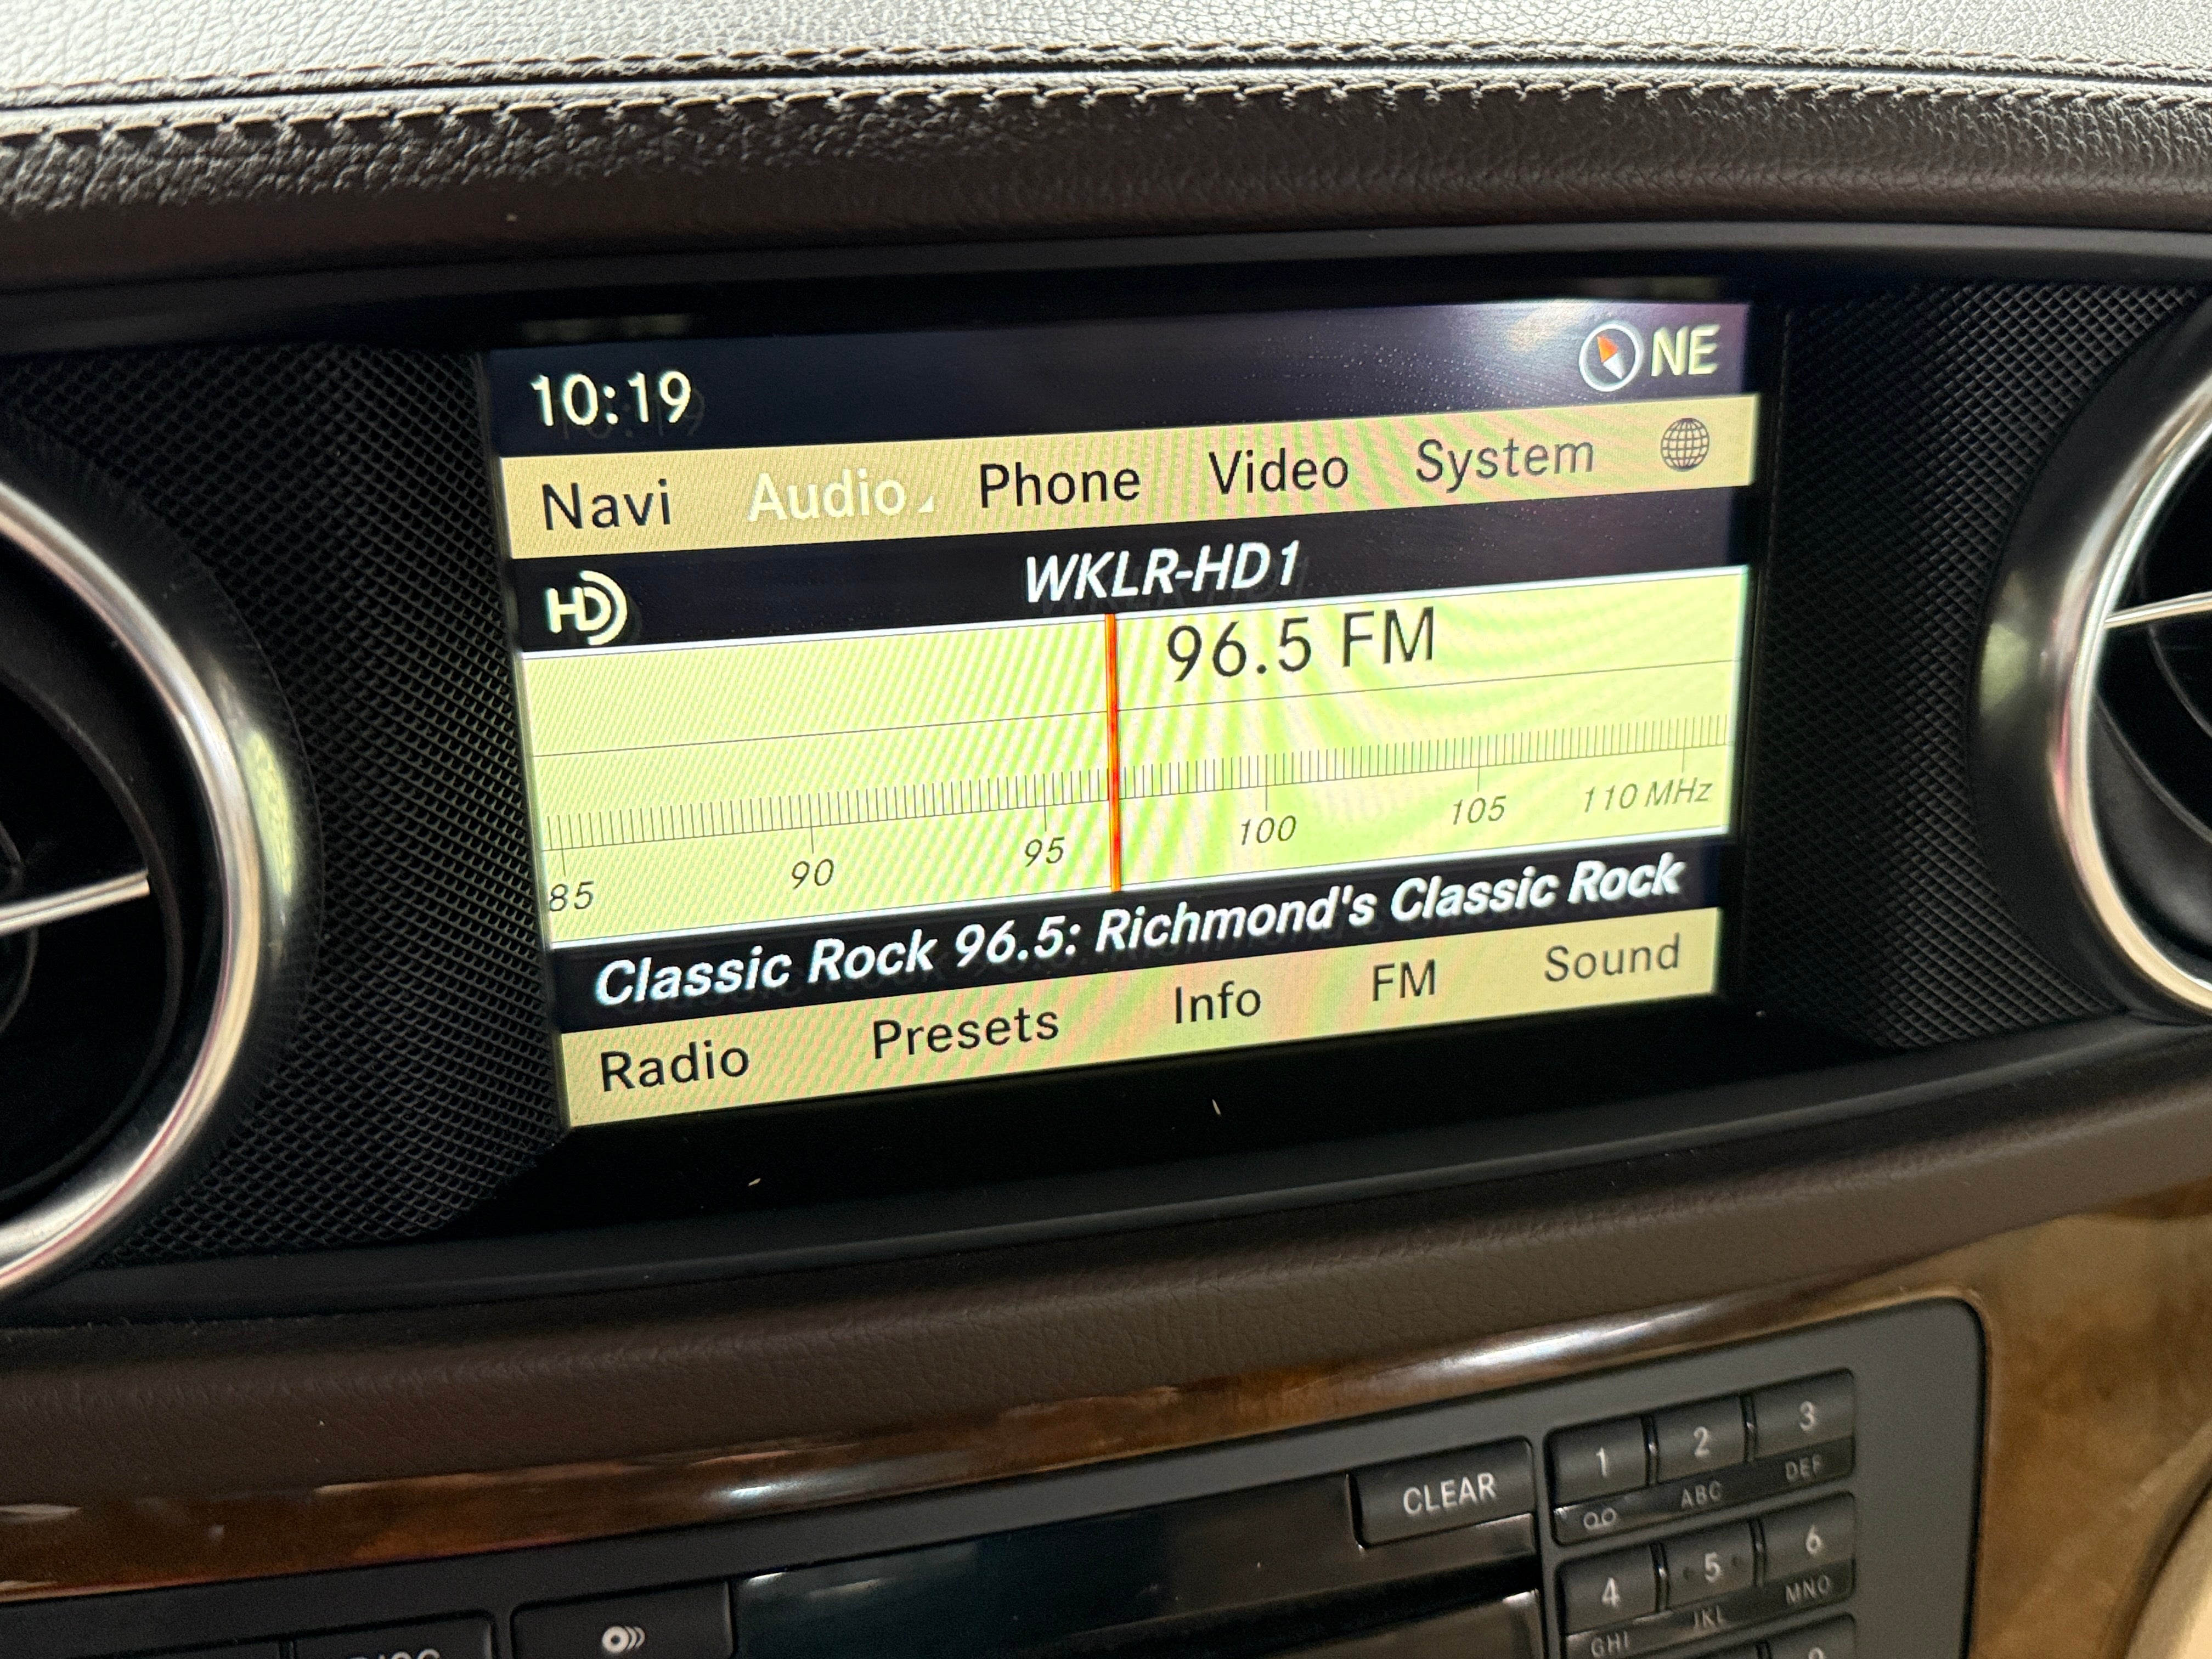 10:19 NE
Navi Audio Phone Video System
HD WKLR-HD1
96.5 FM
85 90 95 100 105 110 MHz
Classic Rock 96.5: Richmond's Classic Rock
Radio Presets Info FM Sound
CLEAR 1 2 3
ABC DEF
4 5 6
GHI JKL MNO